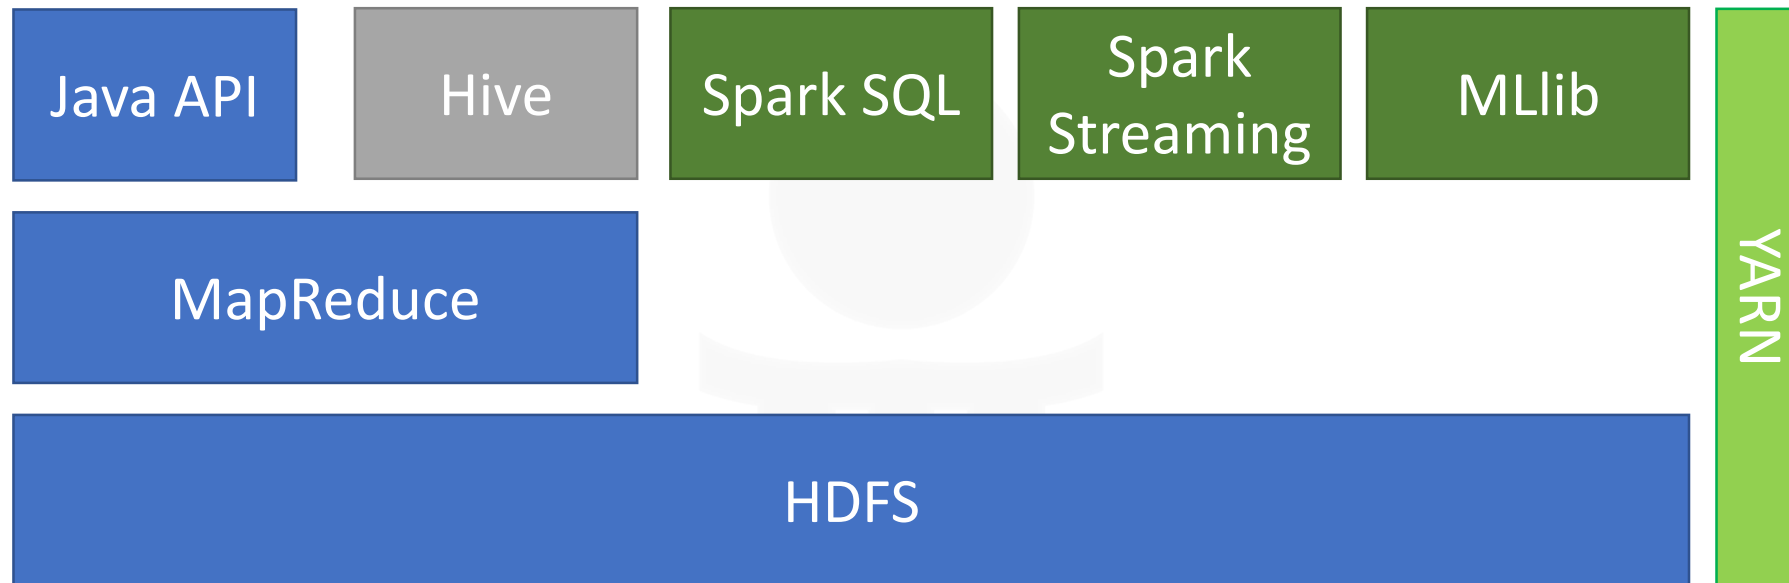 Java API
Hive
Spark SQL
Spark
Streaming
MLlib
MapReduce
YARN
HDFS